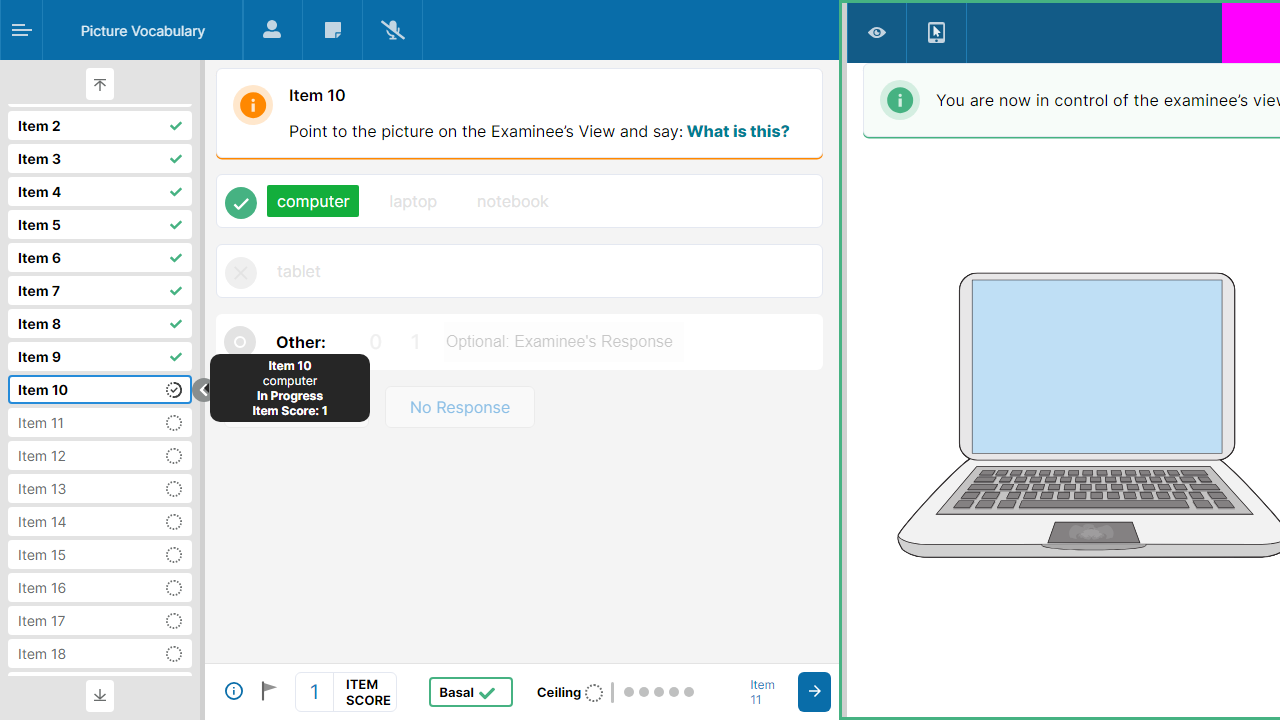 Picture Vocabulary
Item 2
Item 3
Item 4
Item 5
Item 6
Item 7
Item 8
Item 9
Item 10
Item 11
Item 12
Item 13
Item 14
Item 15
Item 16
Item 17
Item 18
Item 10
Point to the picture on the Examinee's View and say: What is this?
computer laptop notebook
tablet
Other: 0 1 Optional: Examinee's Response
Item 10
computer
In Progress
Item Score: 1
No Response
1 ITEM SCORE
Basal
Ceiling
Item 11
You are now in control of the examinee's